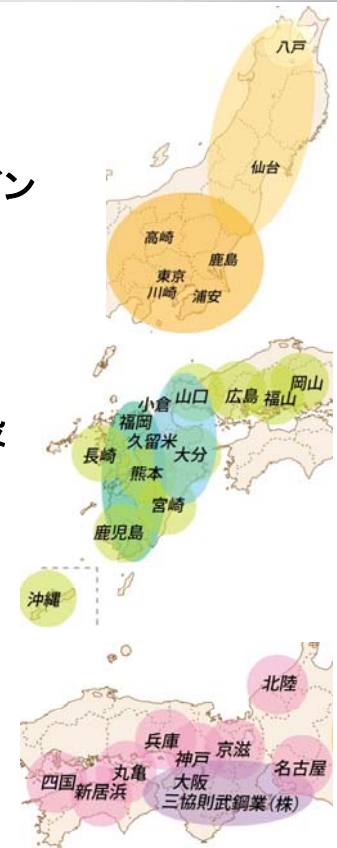 八戸
仙台
イン
高崎
鹿島
東京
川崎 浦安
小倉 山口 広島 福山 岡山
福岡
久留米
長崎 大分
熊本
宮崎
鹿児島
沖縄
北陸
兵庫 京滋
神戸 名古屋
丸亀 大阪
四国 新居浜 三協則武鋼業(株)